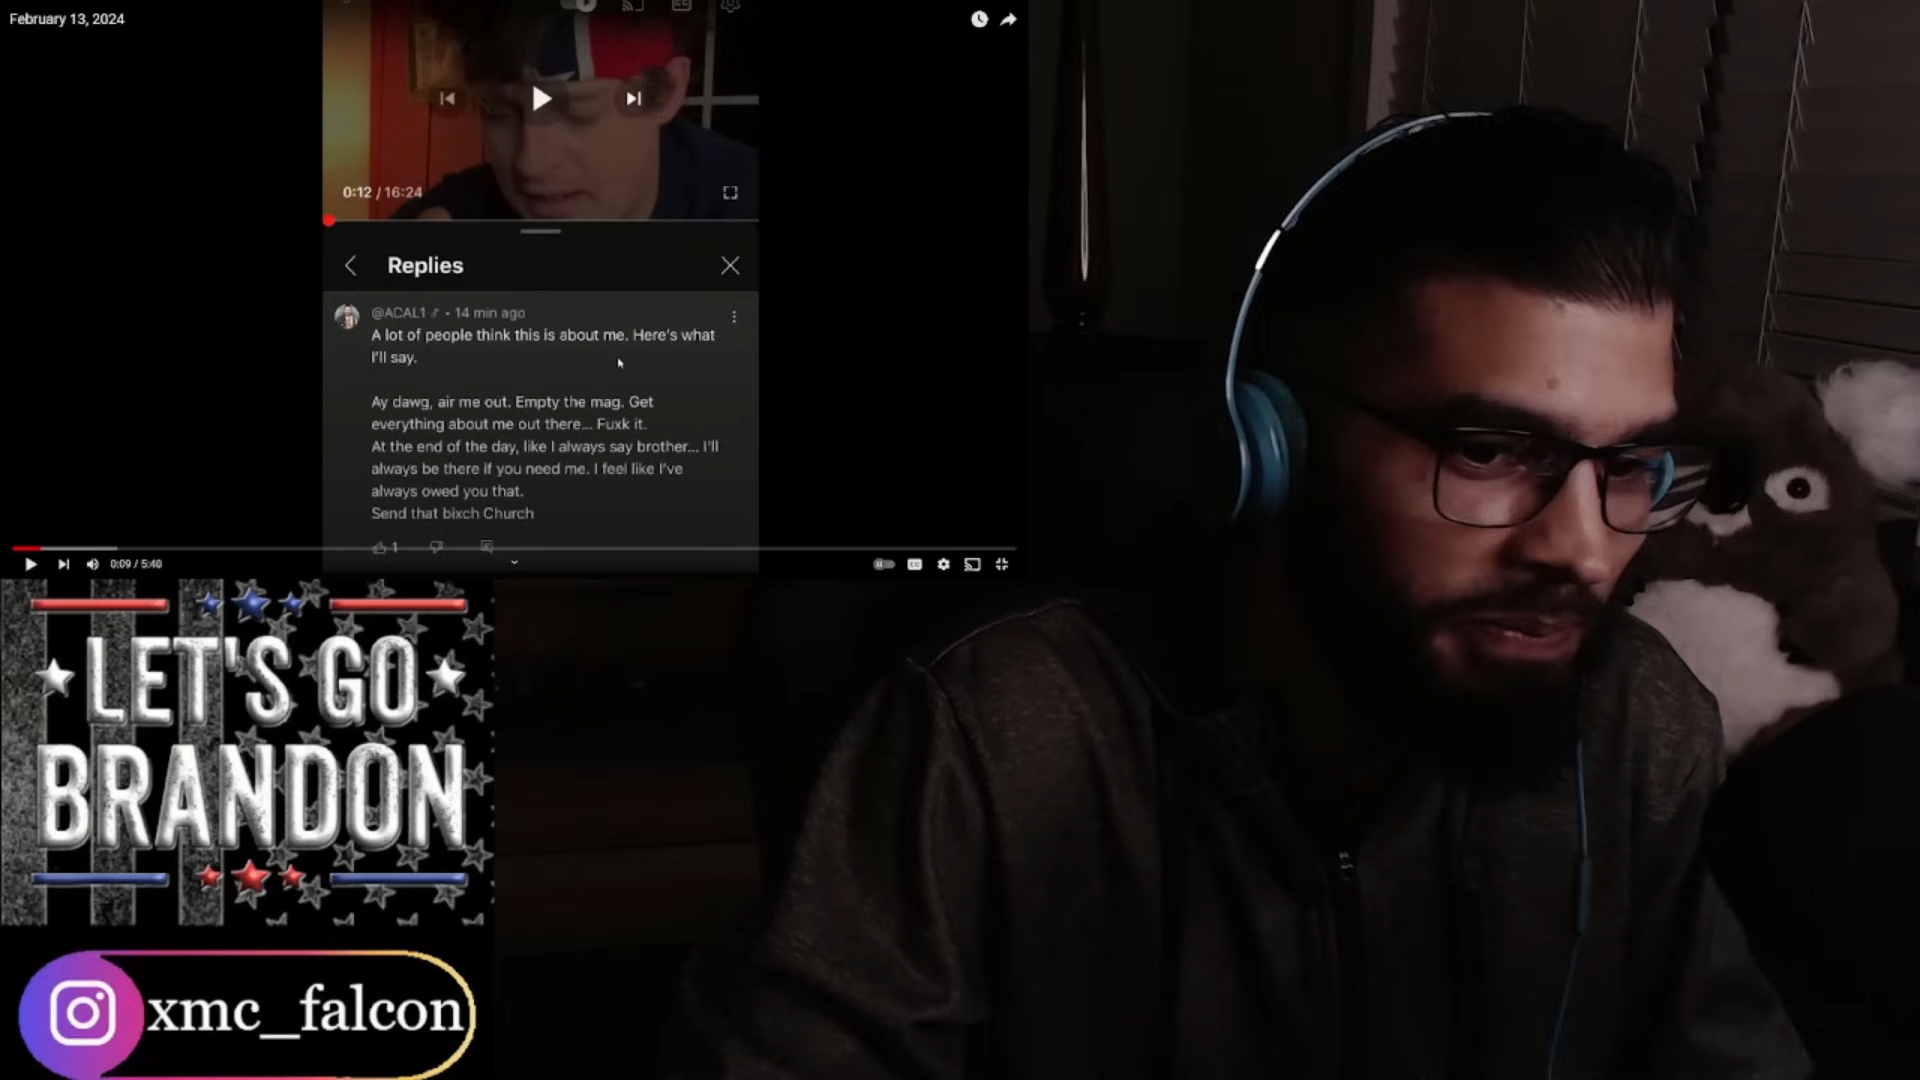 February 13, 2024
0:12 / 16:24
Replies
@ACAL1 • 14 min ago
A lot of people think this is about me. Here's what
I'll say.
Ay dawg, air me out. Empty the mag. Get
everything about me out there... Fuxk it.
At the end of the day, like I always say brother... I'll
always be there if you need me. I feel like I've
always owed you that.
Send that bixch Church
1
0:09 / 5:40
LET'S GO
BRANDON
xmc_falcon